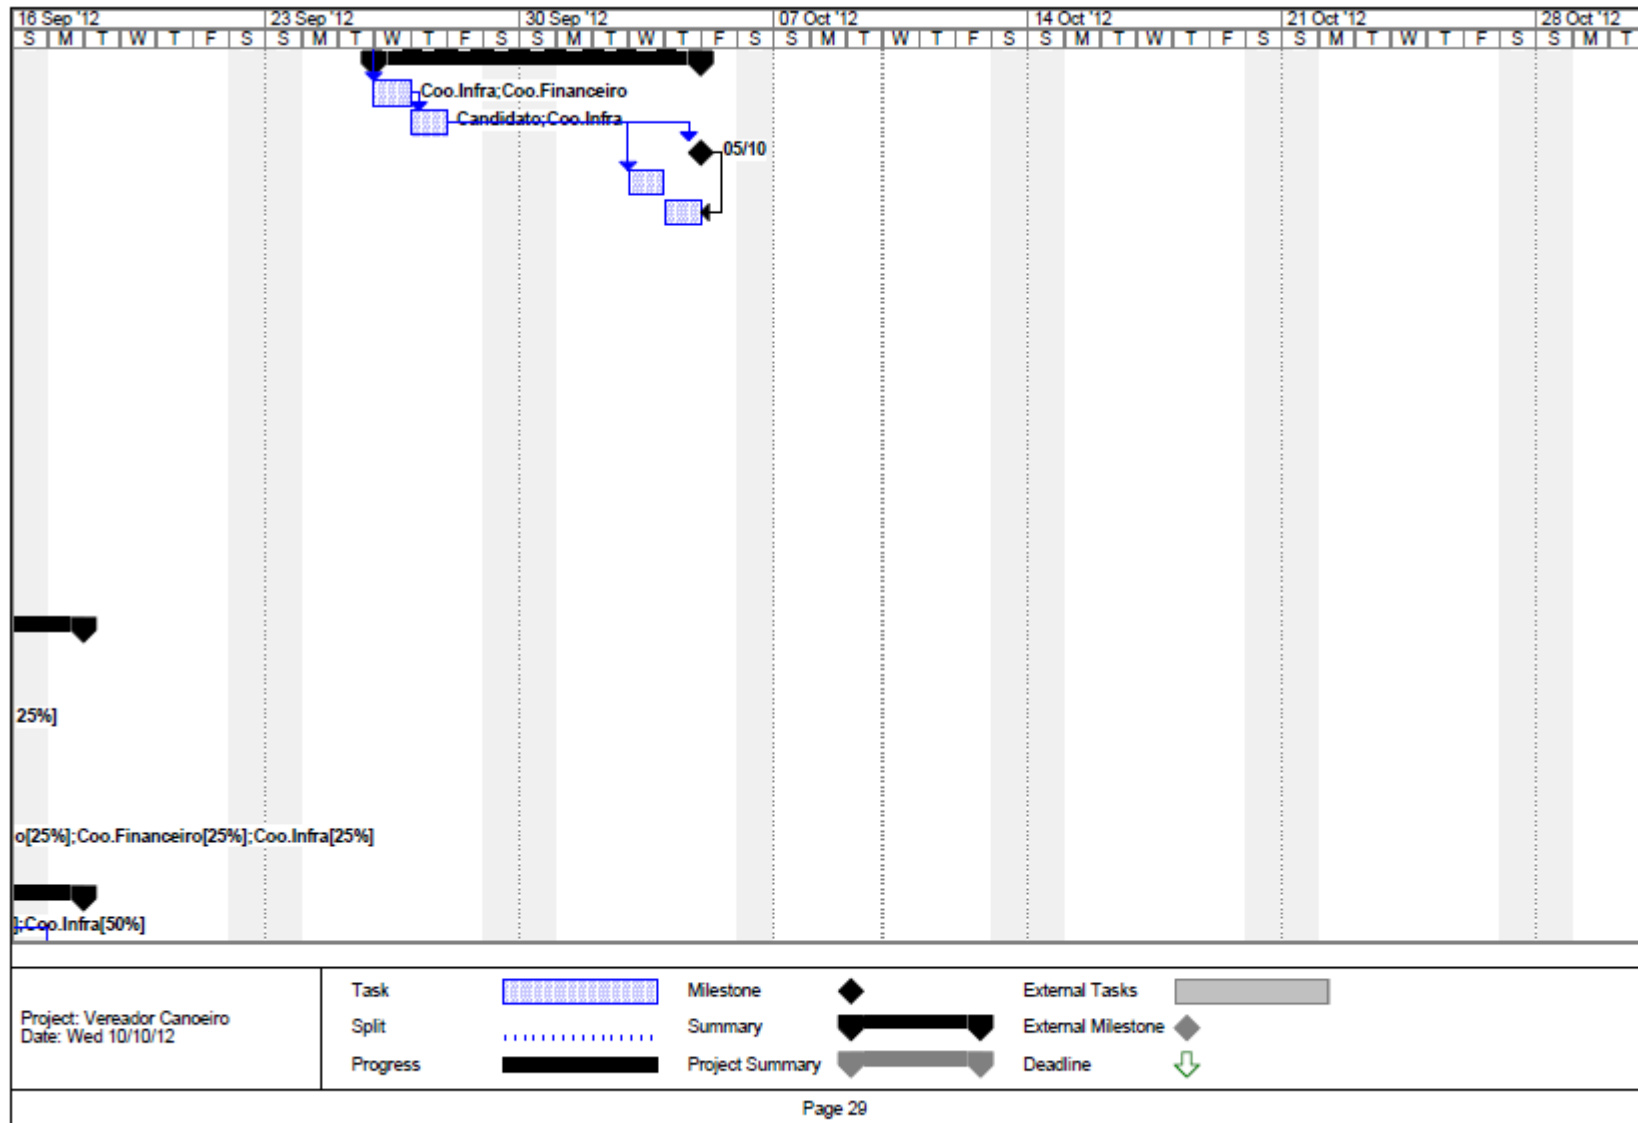 16 Sep '12 23 Sep '12 30 Sep '12 07 Oct '12 14 Oct '12 21 Oct '12 28 Oct '12
S M T W T F S S M T W T F S S M T W T F S S M T W T F S S M T W T F S S M T W T F S S M T
Coo.Infra;Coo.Financeiro
Candidato;Coo.Infra
05/10
25%]
o[25%];Coo.Financeiro[25%];Coo.Infra[25%]
];Coo.Infra[50%]
Project: Vereador Canoeiro
Date: Wed 10/10/12
Task Milestone External Tasks
Split Summary External Milestone
Progress Project Summary Deadline
Page 29